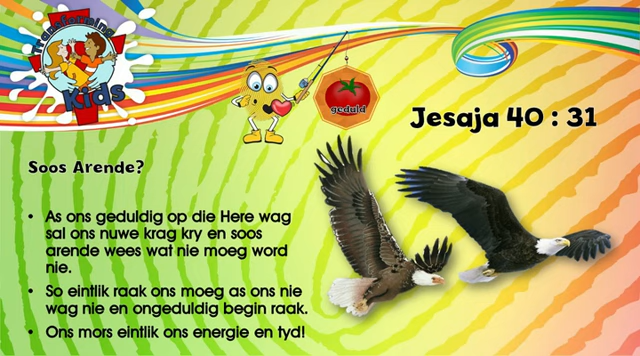 Transforming
Kids
geduld
Jesaja 40 : 31
Soos Arende?
• As ons geduldig op die Here wag
sal ons nuwe krag kry en soos
arende wees wat nie moeg word
nie.
• So eintlik raak ons moeg as ons nie
wag nie en ongeduldig begin raak.
• Ons mors eintlik ons energie en tyd!